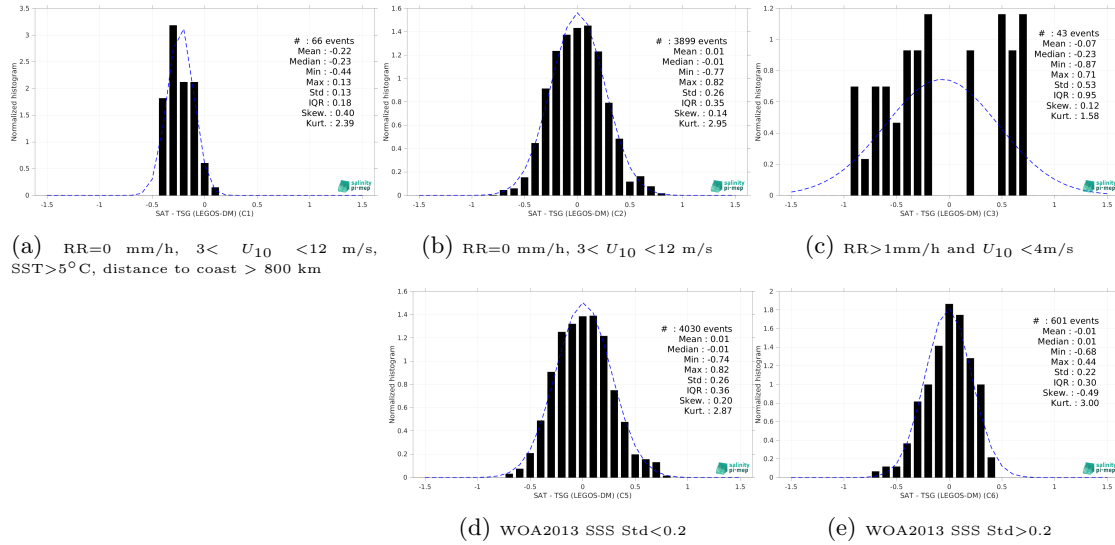 3.5
3
2.5
2
1.5
1
0.5
0
Normalized histogram
# : 66 events
Mean : -0.22
Median : -0.23
Min : -0.44
Max : 0.13
Std : 0.13
IQR : 0.18
Skew. : 0.40
Kurt. : 2.39
salinity
pi-mep
-1.5 -1 -0.5 0 0.5 1 1.5
SAT - TSG (LEGOS-DM) (C1)
(a) RR=0 mm/h, 3< U10 <12 m/s,
SST>5°C, distance to coast > 800 km
1.6
1.4
1.2
1
0.8
0.6
0.4
0.2
0
Normalized histogram
# : 3899 events
Mean : 0.01
Median : -0.01
Min : -0.77
Max : 0.82
Std : 0.26
IQR : 0.35
Skew. : 0.14
Kurt. : 2.95
salinity
pi-mep
-1.5 -1 -0.5 0 0.5 1 1.5
SAT - TSG (LEGOS-DM) (C2)
(b) RR=0 mm/h, 3< U10 <12 m/s
1.2
1
0.8
0.6
0.4
0.2
0
Normalized histogram
# : 43 events
Mean : -0.07
Median : -0.23
Min : -0.87
Max : 0.71
Std : 0.53
IQR : 0.95
Skew. : 0.12
Kurt. : 1.58
salinity
pi-mep
-1.5 -1 -0.5 0 0.5 1 1.5
SAT - TSG (LEGOS-DM) (C3)
(c) RR>1mm/h and U10 <4m/s
1.6
1.4
1.2
1
0.8
0.6
0.4
0.2
0
Normalized histogram
# : 4030 events
Mean : 0.01
Median : -0.01
Min : -0.74
Max : 0.82
Std : 0.26
IQR : 0.36
Skew. : 0.20
Kurt. : 2.87
salinity
pi-mep
-1.5 -1 -0.5 0 0.5 1 1.5
SAT - TSG (LEGOS-DM) (C5)
(d) WOA2013 SSS Std<0.2
2
1.8
1.6
1.4
1.2
1
0.8
0.6
0.4
0.2
0
Normalized histogram
# : 601 events
Mean : -0.01
Median : 0.01
Min : -0.68
Max : 0.44
Std : 0.22
IQR : 0.30
Skew. : -0.49
Kurt. : 3.00
salinity
pi-mep
-1.5 -1 -0.5 0 0.5 1 1.5
SAT - TSG (LEGOS-DM) (C6)
(e) WOA2013 SSS Std>0.2